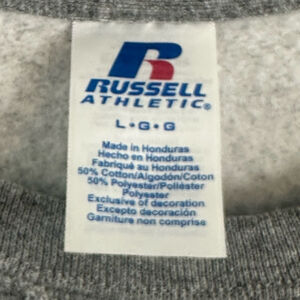 R
RUSSELL
ATHLETIC®
L•G•G
Made in Honduras
Hecho en Honduras
Fabriqué au Honduras
50% Cotton/Algodón/Coton
50% Polyester/Poliéster
Polyester
Exclusive of decoration
Excepto decoración
Garniture non comprise